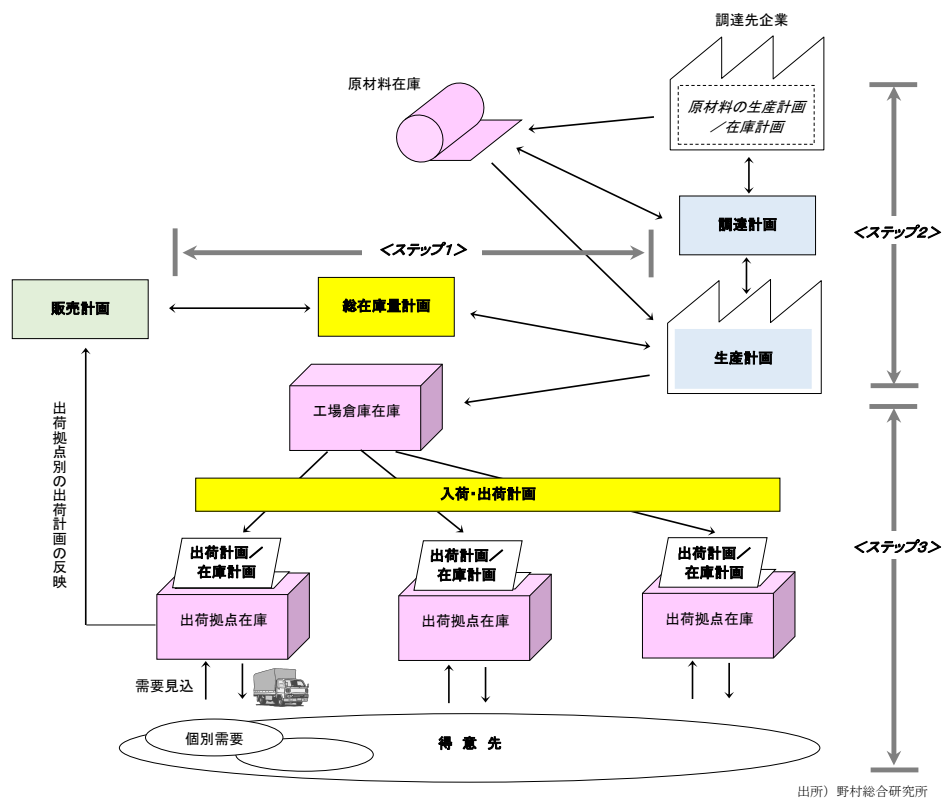 調達先企業
原材料在庫
原材料の生産計画
／在庫計画
調達計画
＜ステップ2＞
＜ステップ1＞
販売計画
総在庫量計画
生産計画
工場倉庫在庫
出荷拠点別の出荷計画の反映
入荷・出荷計画
出荷計画／
在庫計画
出荷計画／
在庫計画
出荷計画／
在庫計画
＜ステップ3＞
出荷拠点在庫
出荷拠点在庫
出荷拠点在庫
需要見込
個別需要
得 意 先
出所）野村総合研究所